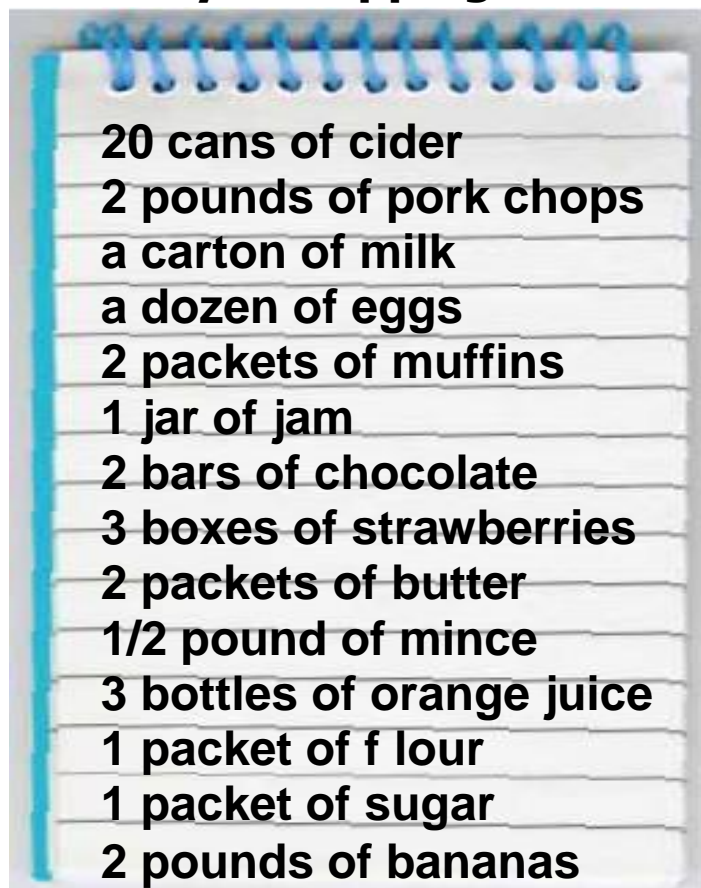 20 cans of cider
2 pounds of pork chops
a carton of milk
a dozen of eggs
2 packets of muffins
1 jar of jam
2 bars of chocolate
3 boxes of strawberries
2 packets of butter
1/2 pound of mince
3 bottles of orange juice
1 packet of f lour
1 packet of sugar
2 pounds of bananas